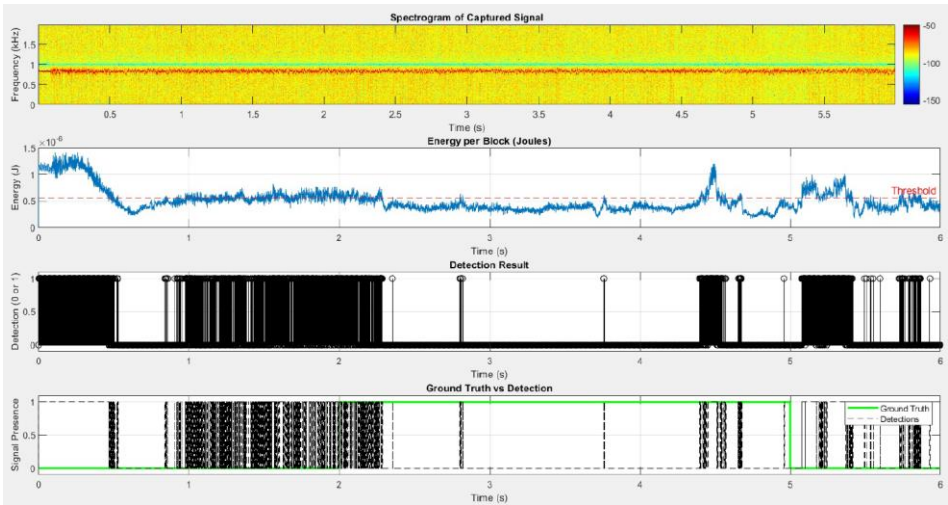 Spectrogram of Captured Signal
Frequency (kHz)
1.5
1
0.5
0
0.5 1 1.5 2 2.5 3 3.5 4 4.5 5 5.5
Time (s)
-50
-100
-150
Energy per Block (Joules)
×10-6
Energy (J)
1.5
1
0.5
0
Threshold
0 1 2 3 4 5 6
Time (s)
Detection Result
Detection (0 or 1)
1
0.5
0
0 1 2 3 4 5 6
Time (s)
Ground Truth vs Detection
Signal Presence
1
0.5
0
Ground Truth
Detections
0 1 2 3 4 5 6
Time (s)